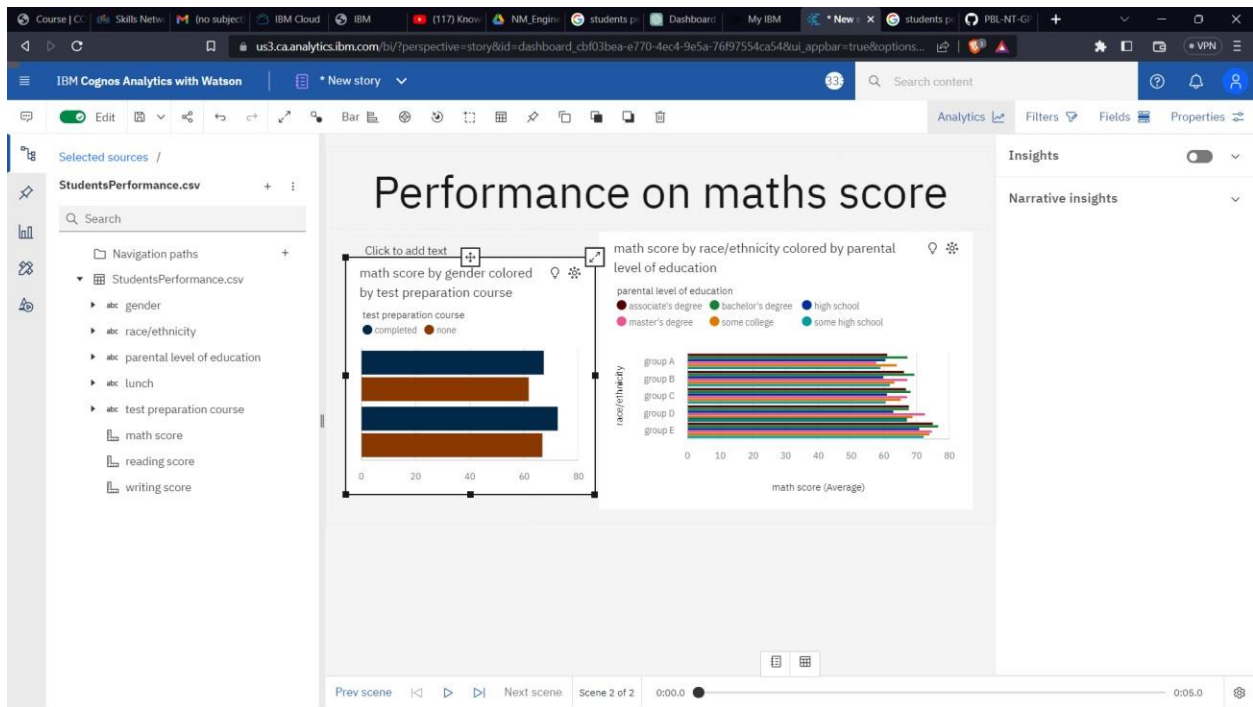 Course | CC
Skills Netw
(no subject
IBM Cloud
IBM
(117) Know
NM_Engine
students p
Dashboard
My IBM
* New s
students p
PBL-NT-GP
us3.ca.analytics.ibm.com/bi/?perspective=story&id=dashboard_cbf03bea-e770-4ec4-9e5a-76f97554ca54&ui_appbar=true&options...
VPN
IBM Cognos Analytics with Watson
* New story
33
Search content
Edit
Bar
Analytics
Filters
Fields
Properties
Selected sources /
StudentsPerformance.csv
Search
Navigation paths
StudentsPerformance.csv
abc gender
abc race/ethnicity
abc parental level of education
abc lunch
abc test preparation course
math score
reading score
writing score
Performance on maths score
Click to add text
math score by gender colored
by test preparation course
test preparation course
completed none
0 20 40 60 80
math score by race/ethnicity colored by parental
level of education
parental level of education
associate's degree bachelor's degree high school
master's degree some college some high school
race/ethnicity
group A
group B
group C
group D
group E
0 10 20 30 40 50 60 70 80
math score (Average)
Insights
Narrative insights
Prev scene
Next scene
Scene 2 of 2
0:00.0
0:05.0